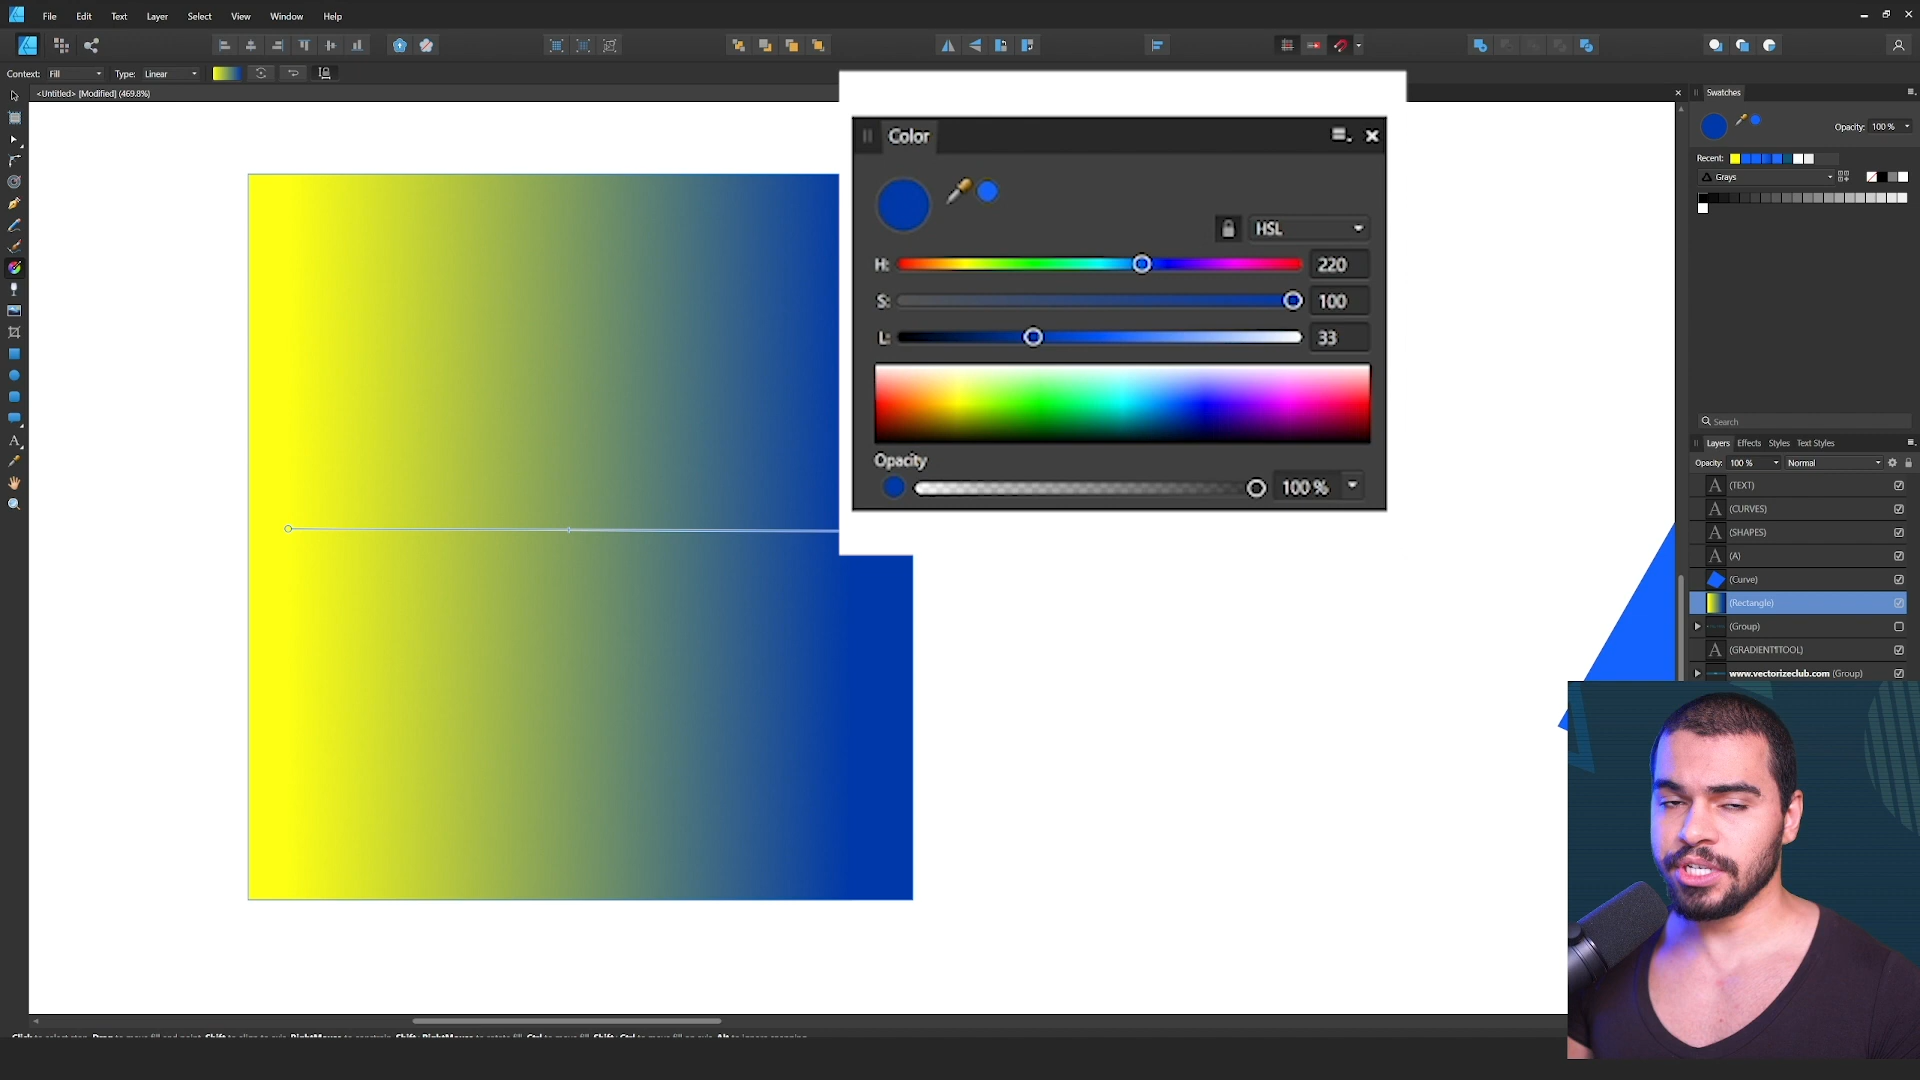 File Edit Text Layer Select View Window Help
Context: Fill Type: Linear
<Untitled> [Modified] (469.8%)
Color
HSL
H: 220
S: 100
L: 33
Opacity
100 %
Swatches
Opacity: 100 %
Recent:
Grays
Search
Layers Effects Styles Text Styles
Opacity: 100 % Normal
A (TEXT)
A (CURVES)
A (SHAPES)
A (A)
(Curve)
(Rectangle)
(Group)
A (GRADIENT¶TOOL)
www.vectorizeclub.com (Group)